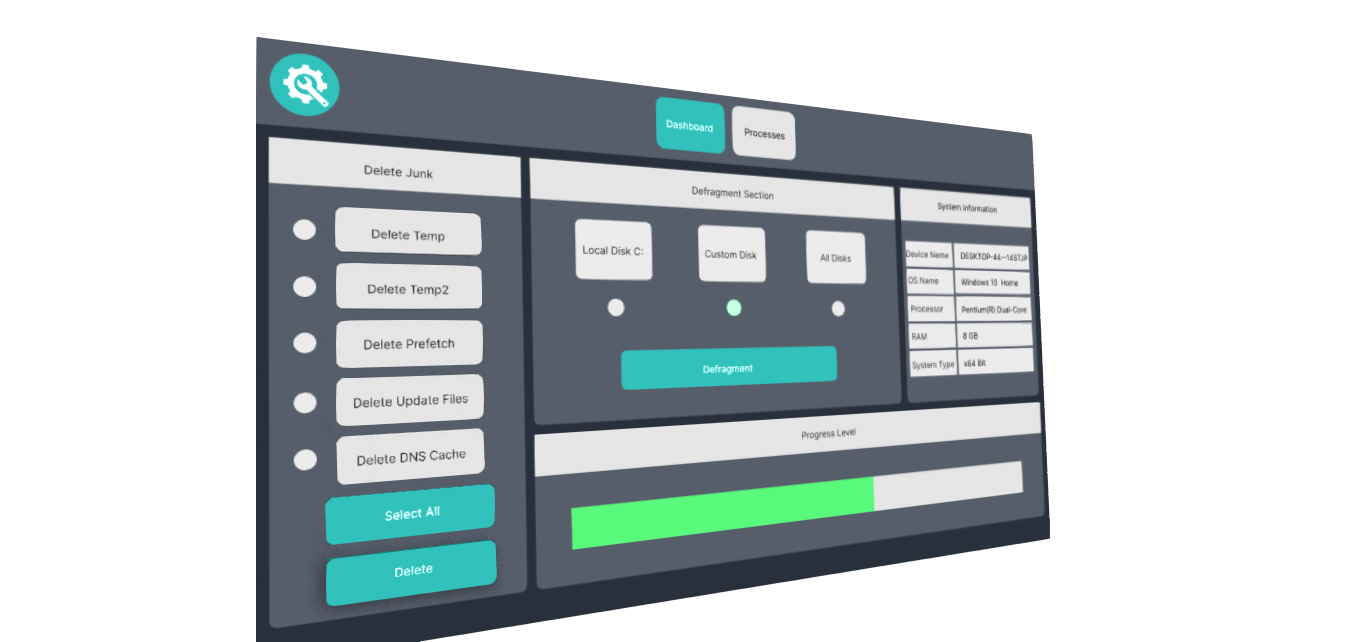 Dashboard
Processes
Delete Junk
Delete Temp
Delete Temp2
Delete Prefetch
Delete Update Files
Delete DNS Cache
Select All
Delete
Defragment Section
Local Disk C:
Custom Disk
All Disks
Defragment
System information
Device Name DESKTOP-44--14STJP
OS Name Windows 10 Home
Processor Pentium(R) Dual-Core
RAM 8 GB
System Type x64 Bit
Progress Level